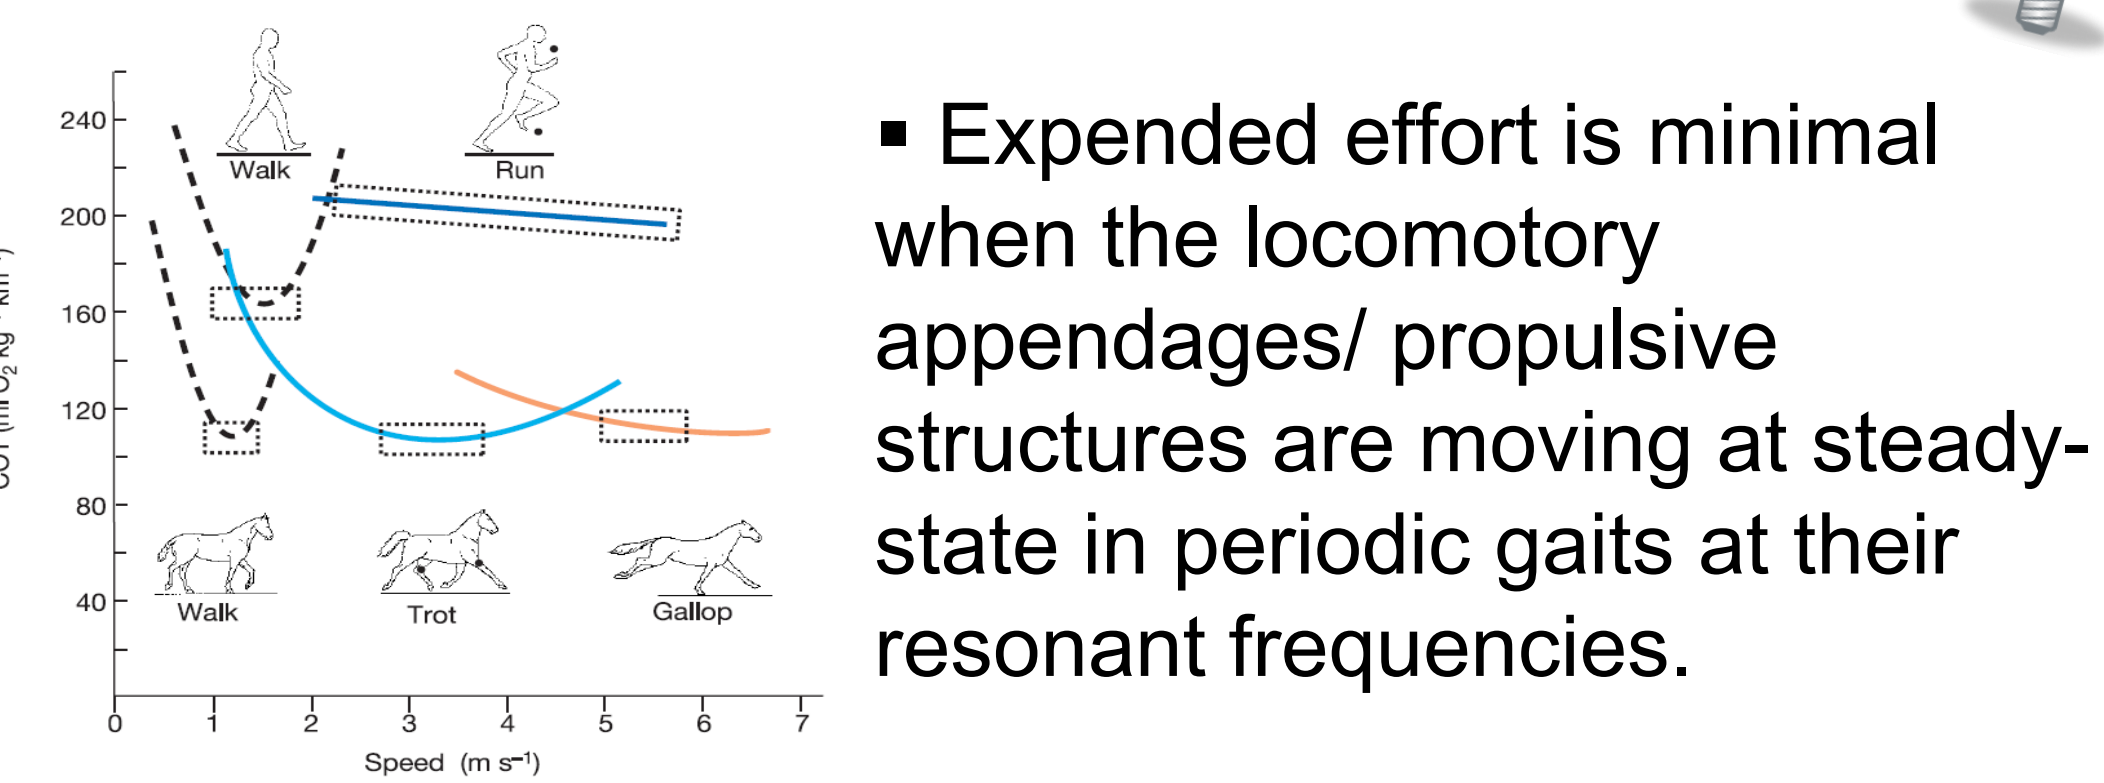 Walk
Run
240
200
160
120
80
40
Walk
Trot
Gallop
0 1 2 3 4 5 6 7
Speed (m s⁻¹)
▪ Expended effort is minimal
when the locomotory
appendages/ propulsive
structures are moving at steady-
state in periodic gaits at their
resonant frequencies.